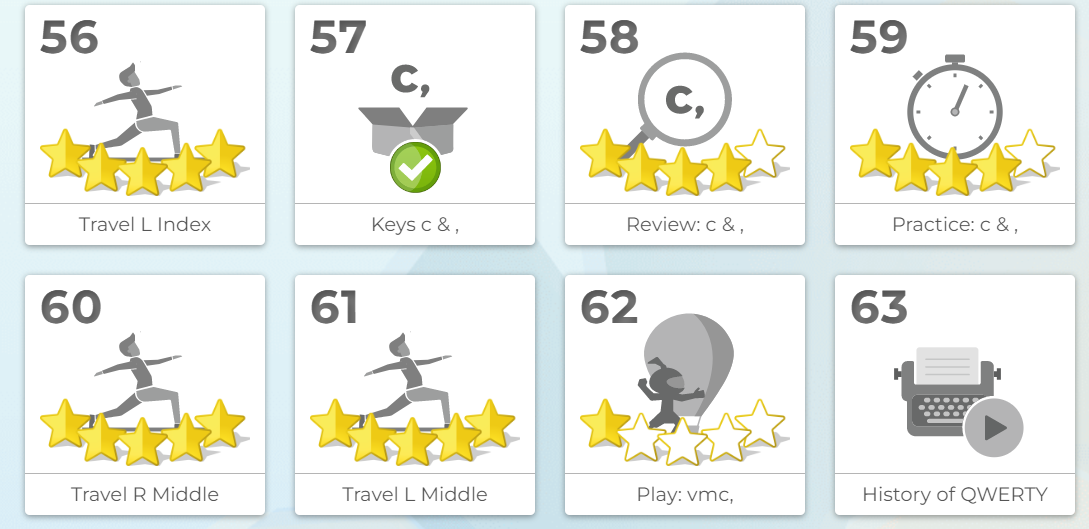 56
Travel L Index
57
c,
Keys c & ,
58
c,
Review: c & ,
59
Practice: c & ,
60
Travel R Middle
61
Travel L Middle
62
Play: vmc,
63
History of QWERTY